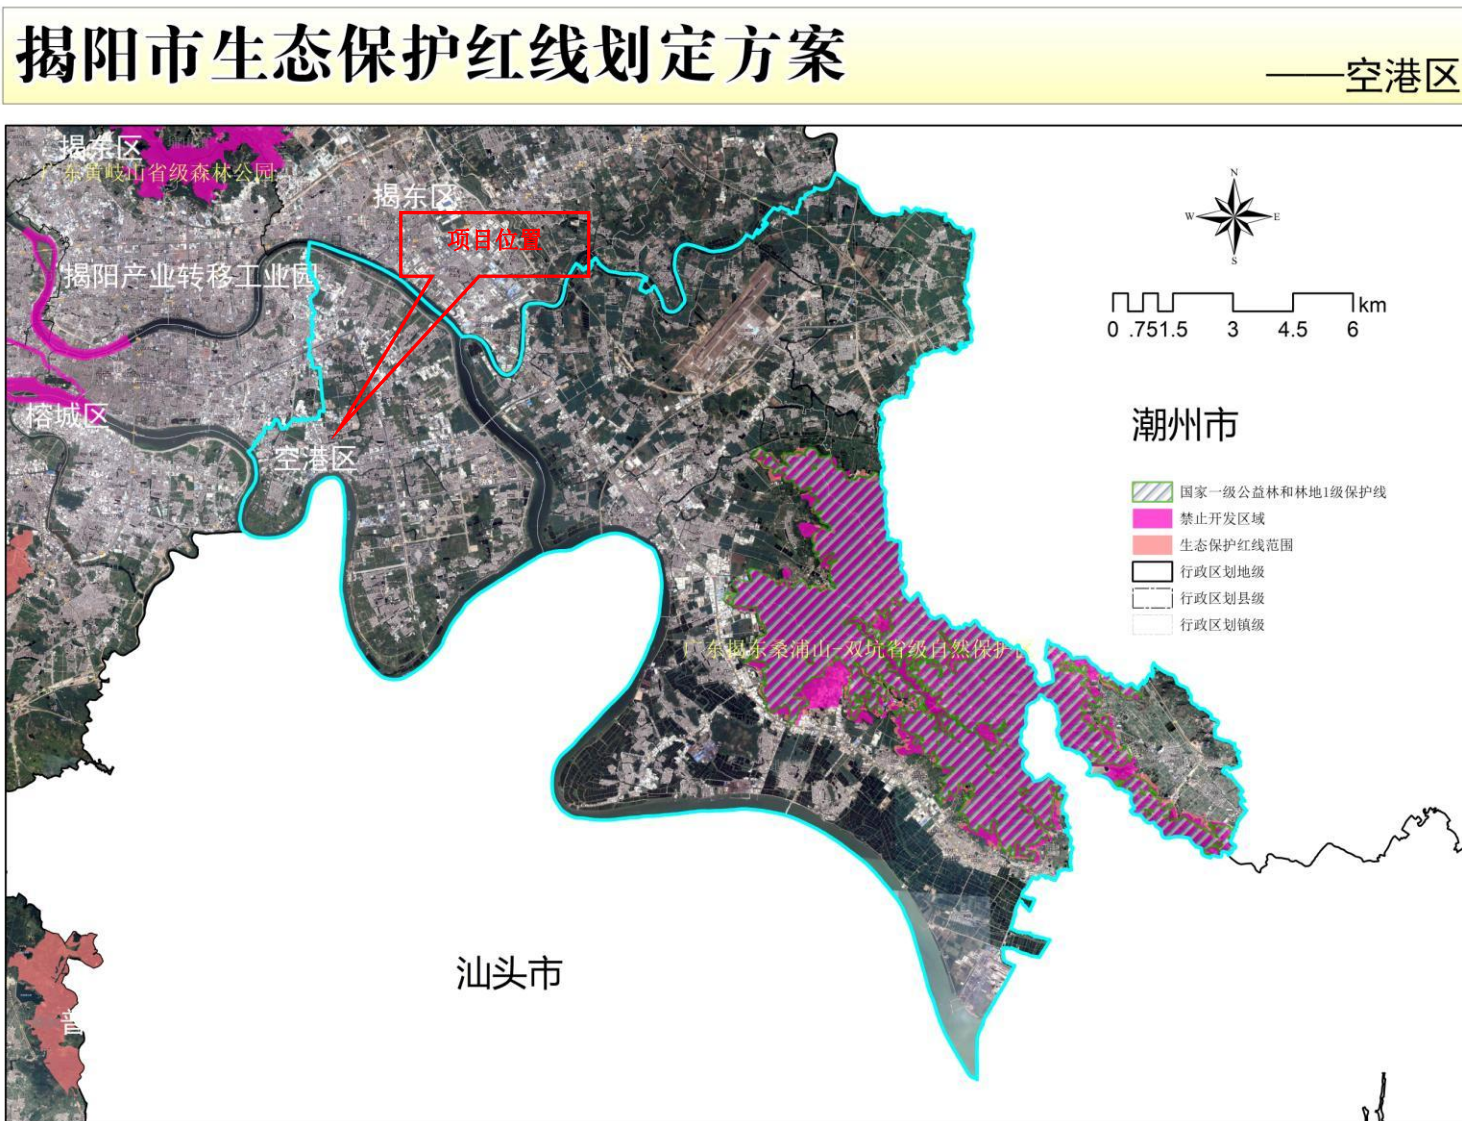 揭阳市生态保护红线划定方案
——空港区
揭东区
广东黄岐山省级森林公园
揭东区
项目位置
揭阳产业转移工业园
榕城区
空港区
N
W
E
S
km
0 .751.5 3 4.5 6
潮州市
国家一级公益林和林地1级保护线
禁止开发区域
生态保护红线范围
行政区划地级
行政区划县级
行政区划镇级
广东揭东桑浦山-双坑省级自然保护区
汕头市
普